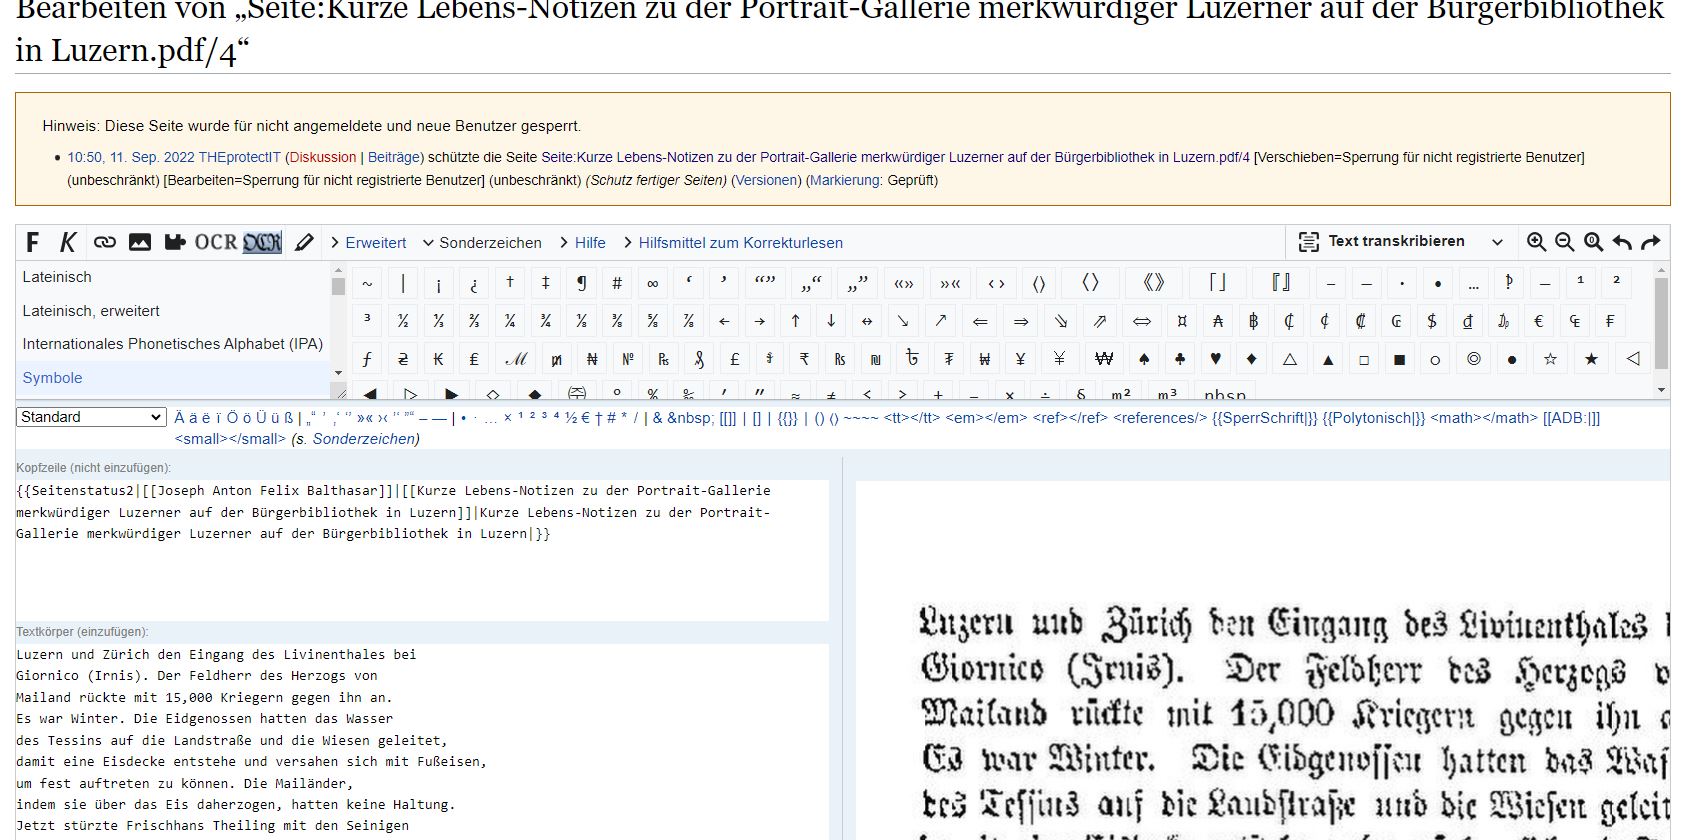 Bearbeiten von „Seite:Kurze Lebens-Notizen zu der Portrait-Gallerie merkwürdiger Luzerner auf der Bürgerbibliothek
in Luzern.pdf/4“
Hinweis: Diese Seite wurde für nicht angemeldete und neue Benutzer gesperrt.
• 10:50, 11. Sep. 2022 THEprotectIT (Diskussion | Beiträge) schützte die Seite Seite:Kurze Lebens-Notizen zu der Portrait-Gallerie merkwürdiger Luzerner auf der Bürgerbibliothek in Luzern.pdf/4 [Verschieben=Sperrung für nicht registrierte Benutzer]
(unbeschränkt) [Bearbeiten=Sperrung für nicht registrierte Benutzer] (unbeschränkt) (Schutz fertiger Seiten) (Versionen) (Markierung: Geprüft)
F K OCR OCR Erweitert Sonderzeichen Hilfe Hilfsmittel zum Korrekturlesen Text transkribieren
Lateinisch
Lateinisch, erweitert
Internationales Phonetisches Alphabet (IPA)
Symbole
~ | ¡ ¿ † ‡ ¶ # ∞ ‘ ’ “” „“ „” «» »« ‹ › ⟨⟩ 〈 〉 《 》 – — · • …  — ¹ ²
³ ½ ⅓ ⅔ ¼ ¾ ⅛ ⅜ ⅝ ⅞ ← → ↑ ↓ ↔ ↘ ↗ ⇐ ⇒ ⇘ ⇗ ⇔ ¤ ₳ ฿ ₵ ¢ ₡ ₢ $ ₫ ₯ € ₠ ₣
ƒ ₴ ₭ £ ℳ ₥ ₦ № ₧ ₰ £ ៛ ₹ ₨ ₪ ৳ ₮ ₩ ¥ ¥ ₩ ♠ ♣ ♥ ♦ △ ▲ □ ■ ○ ◎ ● ☆ ★ ◁
◀ ▷ ▶ ◇ ◆ ° % ‰ ′ ″ ≈ ≠ ≤ ≥ ± − × ÷ § m² m³ nbsp
Standard Ä ä ë ï Ö ö Ü ü ß | „“ ‚‘ ‘’ »« ›‹ ’‘ ”“ – — | • · … × ¹ ² ³ ⁴ ½ € † # * / | & &nbsp; [[]] | [] | {{}} | () ⟨⟩ ~~~~ <tt></tt> <em></em> <ref></ref> <references/> {{SperrSchrift|}} {{Polytonisch|}} <math></math> [[ADB:|]]
<small></small> (s. Sonderzeichen)
Kopfzeile (nicht einzufügen):
{{Seitenstatus2|[[Joseph Anton Felix Balthasar]]|[[Kurze Lebens-Notizen zu der Portrait-Gallerie
merkwürdiger Luzerner auf der Bürgerbibliothek in Luzern]]|Kurze Lebens-Notizen zu der Portrait-
Gallerie merkwürdiger Luzerner auf der Bürgerbibliothek in Luzern|}}
Textkörper (einzufügen):
Luzern und Zürich den Eingang des Livinenthales bei
Giornico (Irnis). Der Feldherr des Herzogs von
Mailand rückte mit 15,000 Kriegern gegen ihn an.
Es war Winter. Die Eidgenossen hatten das Wasser
des Tessins auf die Landstraße und die Wiesen geleitet,
damit eine Eisdecke entstehe und versahen sich mit Fußeisen,
um fest auftreten zu können. Die Mailänder,
indem sie über das Eis daherzogen, hatten keine Haltung.
Jetzt stürzte Frischhans Theiling mit den Seinigen
Luzern und Zürich den Eingang des Livinenthales
Giornico (Irnis). Der Feldherr des Herzogs
Mailand rückte mit 15,000 Kriegern gegen ihn
Es war Winter. Die Eidgenossen hatten das Waſ
des Teſſins auf die Landſtraße und die Wieſen geleit